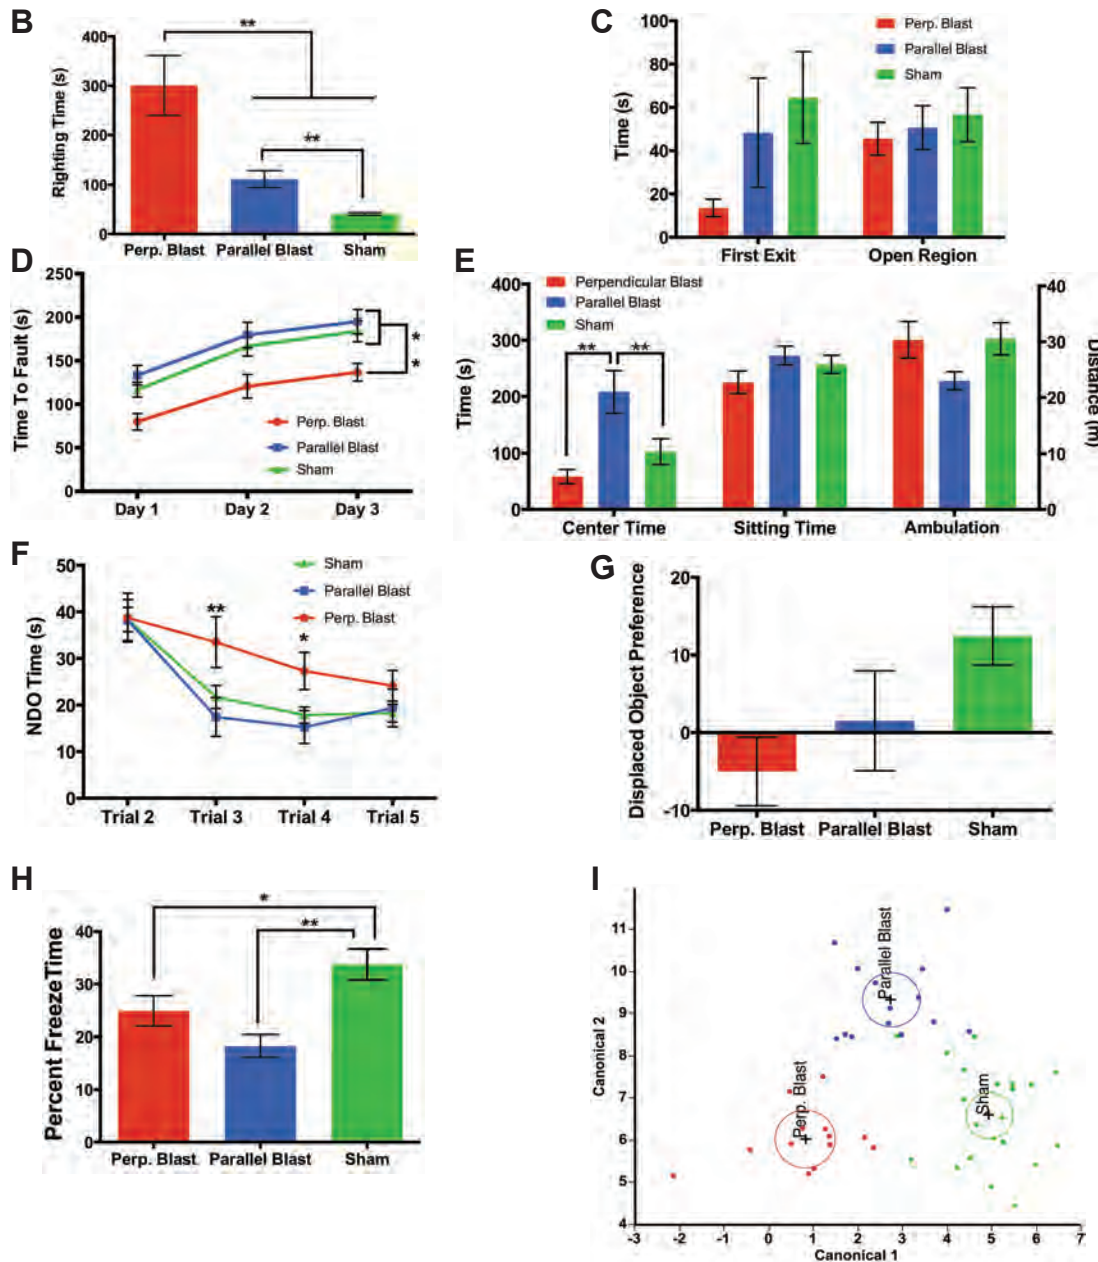 B
400
300
200
100
0
Righting Time (s)
**
**
Perp. Blast
Parallel Blast
Sham
C
100
80
60
40
20
0
Time (s)
Perp. Blast
Parallel Blast
Sham
First Exit
Open Region
D
250
200
150
100
50
0
Time To Fault (s)
*
*
Perp. Blast
Parallel Blast
Sham
Day 1
Day 2
Day 3
E
400
300
200
100
0
Time (s)
Perpendicular Blast
Parallel Blast
Sham
**
**
40
30
20
10
0
Distance (m)
Center Time
Sitting Time
Ambulation
F
50
40
30
20
10
0
NDO Time (s)
Sham
Parallel Blast
Perp. Blast
**
*
Trial 2
Trial 3
Trial 4
Trial 5
G
20
10
0
-10
Displaced Object Preference
Perp. Blast
Parallel Blast
Sham
H
40
30
20
10
0
Percent FreezeTime
*
**
Perp. Blast
Parallel Blast
Sham
I
11
10
9
8
7
6
5
4
Canonical 2
Parallel Blast
Perp. Blast
Sham
-3
-2
-1
0
1
2
3
4
5
6
7
Canonical 1